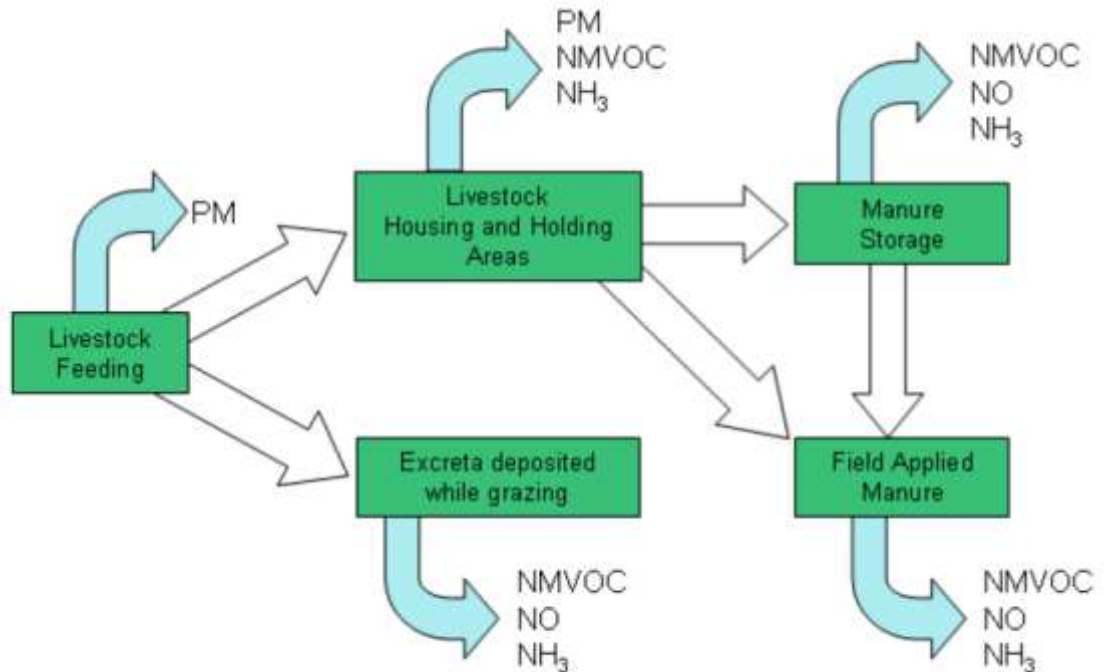 PM
NMVOC
NH₃
NMVOC
NO
NH₃
PM
Livestock
Housing and Holding
Areas
Manure
Storage
Livestock
Feeding
Excreta deposited
while grazing
Field Applied
Manure
NMVOC
NO
NH₃
NMVOC
NO
NH₃